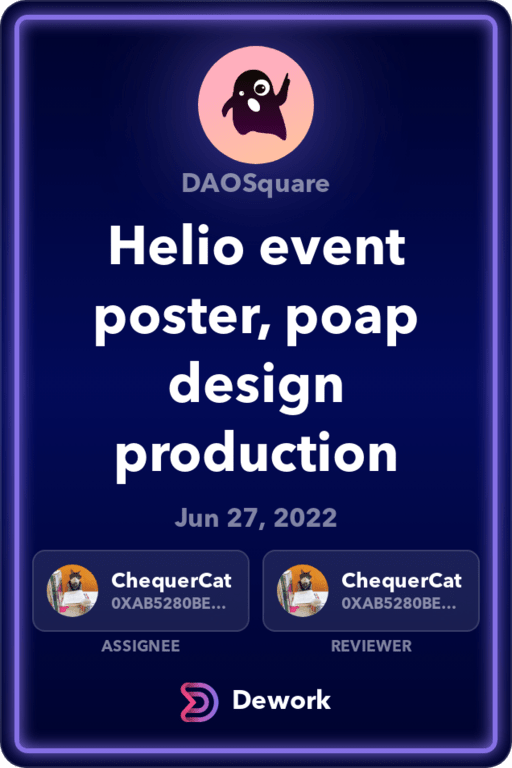 DAOSquare
Helio event
poster, poap
design
production
Jun 27, 2022
ChequerCat
0XAB5280BE...
ASSIGNEE
ChequerCat
0XAB5280BE...
REVIEWER
Dework